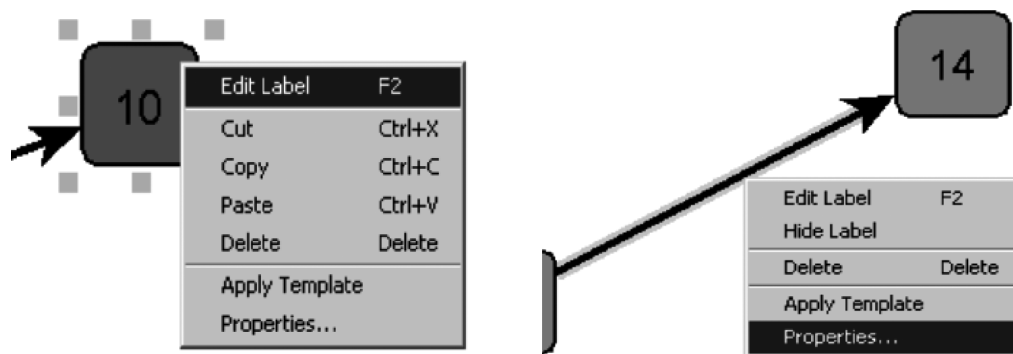 10
Edit Label F2
Cut Ctrl+X
Copy Ctrl+C
Paste Ctrl+V
Delete Delete
Apply Template
Properties...
14
Edit Label F2
Hide Label
Delete Delete
Apply Template
Properties...